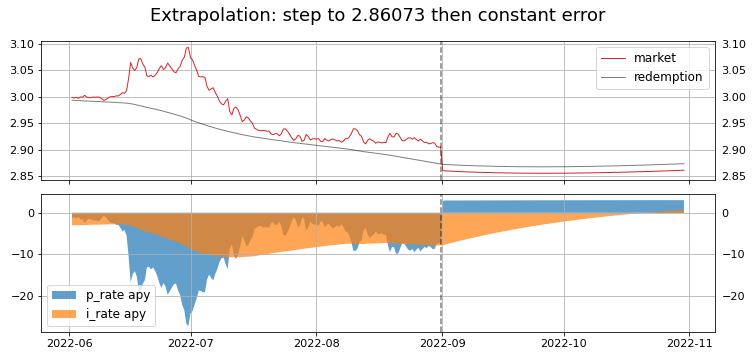 Extrapolation: step to 2.86073 then constant error
3.10 3.10
3.05 3.05
3.00 3.00
2.95 2.95
2.90 2.90
2.85 2.85
market
redemption
0 0
−10 −10
−20 −20
p_rate apy
i_rate apy
2022-06 2022-07 2022-08 2022-09 2022-10 2022-11